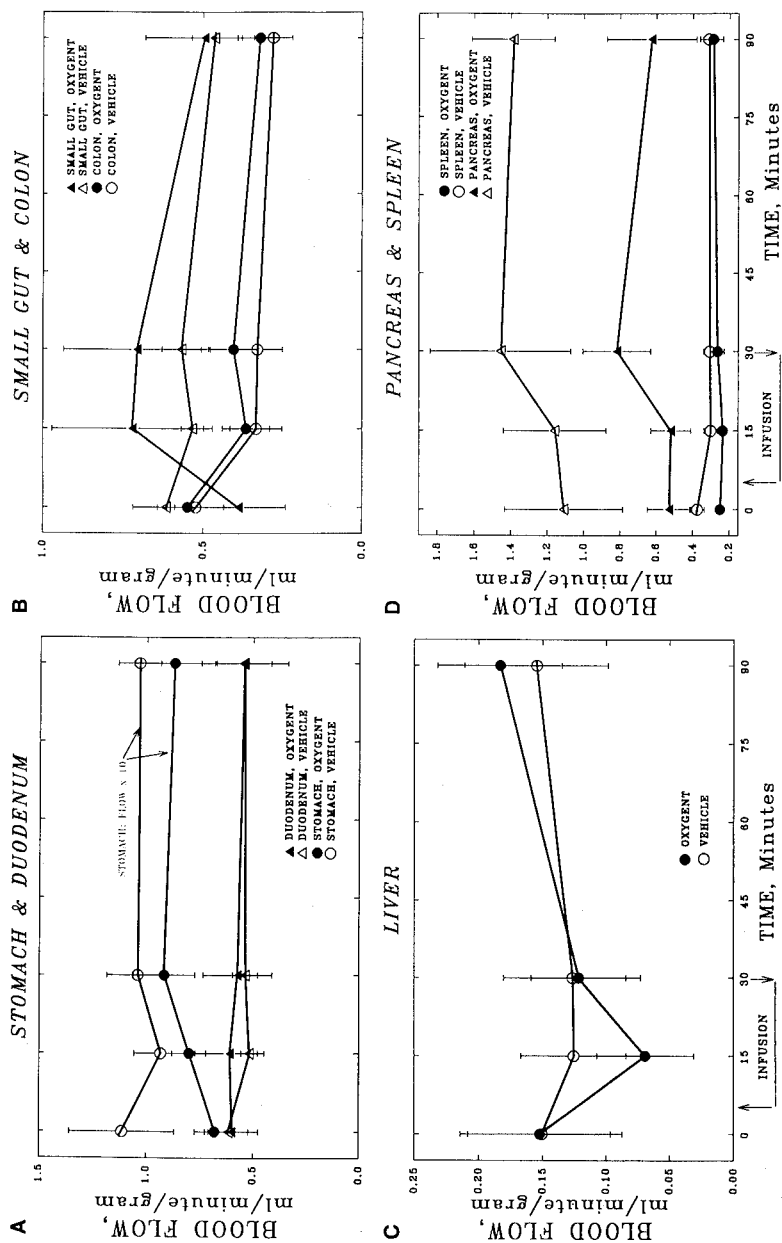 A
STOMACH & DUODENUM
BLOOD FLOW,
ml/minute/gram
1.5
1.0
0.5
0.0
STOMACH: FLOW x 10
▲ DUODENUM, OXYGENT
△ DUODENUM, VEHICLE
● STOMACH, OXYGENT
○ STOMACH, VEHICLE
B
SMALL GUT & COLON
BLOOD FLOW,
ml/minute/gram
1.0
0.5
0.0
▲ SMALL GUT, OXYGENT
△ SMALL GUT, VEHICLE
● COLON, OXYGENT
○ COLON, VEHICLE
C
LIVER
BLOOD FLOW,
ml/minute/gram
0.25
0.20
0.15
0.10
0.05
0.00
● OXYGENT
○ VEHICLE
0 15 30 45 60 75 90
INFUSION
TIME, Minutes
D
PANCREAS & SPLEEN
BLOOD FLOW,
ml/minute/gram
1.8
1.6
1.4
1.2
1.0
0.8
0.6
0.4
0.2
● SPLEEN, OXYGENT
○ SPLEEN, VEHICLE
▲ PANCREAS, OXYGENT
△ PANCREAS, VEHICLE
0 15 30 45 60 75 90
INFUSION
TIME, Minutes